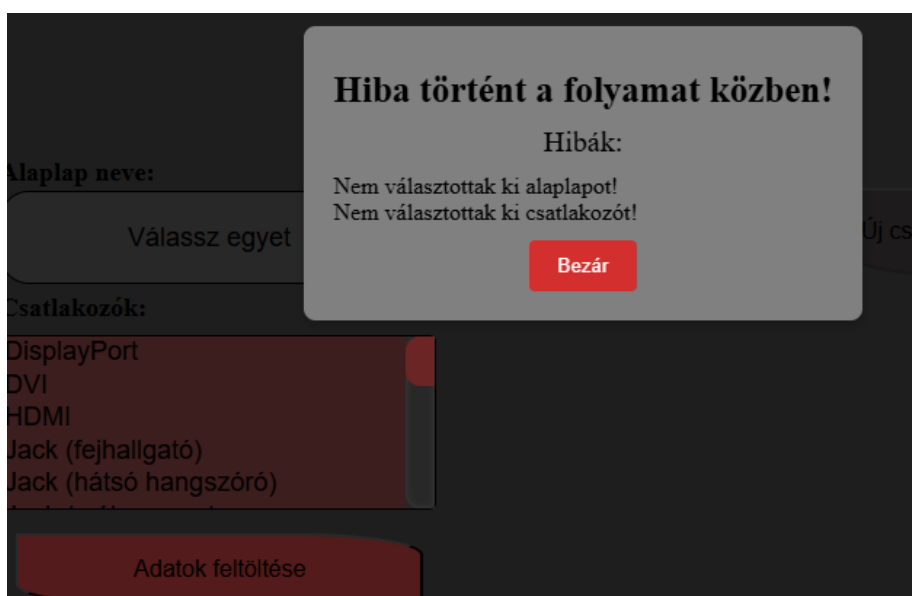 Hiba történt a folyamat közben!
Hibák:
Nem választottak ki alaplapot!
Nem választottak ki csatlakozót!
Bezár
Alaplap neve:
Válassz egyet
Új cs
Csatlakozók:
DisplayPort
DVI
HDMI
Jack (fejhallgató)
Jack (hátsó hangszóró)
Adatok feltöltése